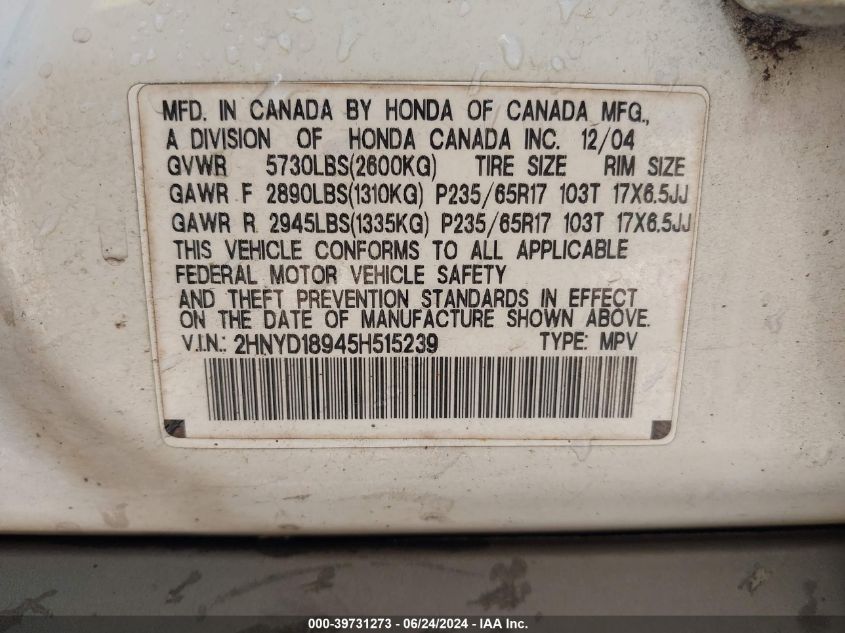 MFD. IN CANADA BY HONDA OF CANADA MFG.,
A DIVISION OF HONDA CANADA INC. 12/04
GVWR 5730LBS(2600KG) TIRE SIZE RIM SIZE
GAWR F 2890LBS(1310KG) P235/65R17 103T 17X6.5JJ
GAWR R 2945LBS(1335KG) P235/65R17 103T 17X6.5JJ
THIS VEHICLE CONFORMS TO ALL APPLICABLE
FEDERAL MOTOR VEHICLE SAFETY
AND THEFT PREVENTION STANDARDS IN EFFECT
ON THE DATE OF MANUFACTURE SHOWN ABOVE.
V.I.N.: 2HNYD18945H515239 TYPE: MPV
000-39731273 | 06/24/2024 | IAA Inc.